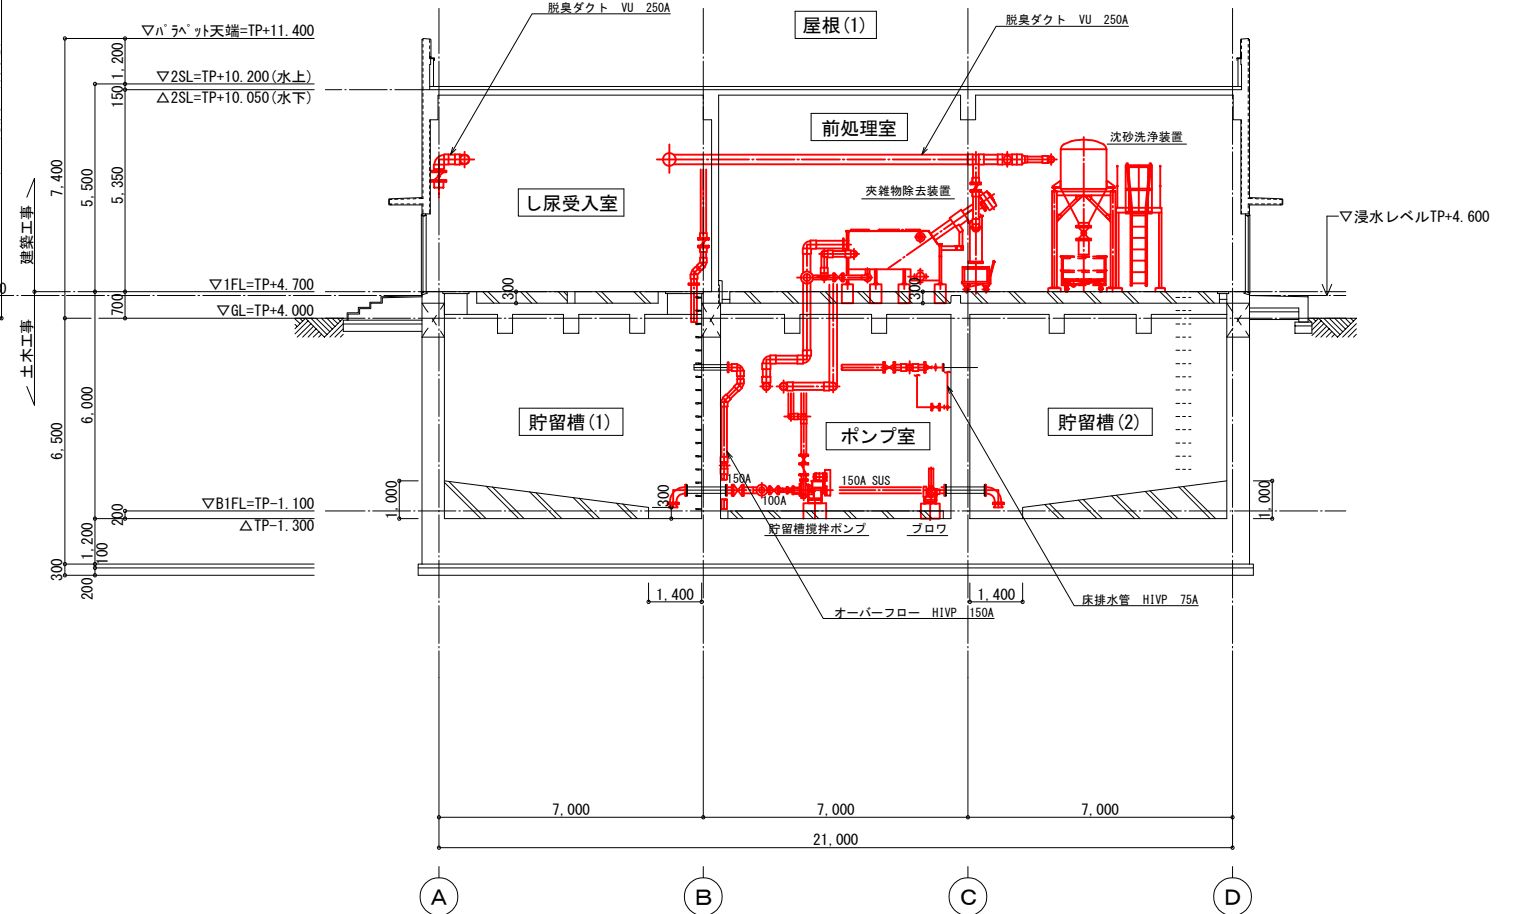 脱臭ダクト VU 250A
屋根(1)
脱臭ダクト VU 250A
▽パラペット天端=TP+11.400
1,200
▽2SL=TP+10.200(水上)
150
△2SL=TP+10.050(水下)
前処理室
沈砂洗浄装置
7,400
5,500
5,350
夾雑物除去装置
し尿受入室
▽浸水レベルTP+4.600
建築工事
▽1FL=TP+4.700
300
300
700
▽GL=TP+4.000
土木工事
6,000
6,500
貯留槽(1)
ポンプ室
貯留槽(2)
150A
150A SUS
100A
1,000
300
1,000
▽B1FL=TP-1.100
200
△TP-1.300
貯留槽撹拌ポンプ
ブロワ
1,200
100
300
200
1,400
1,400
オーバーフロー HIVP 150A
床排水管 HIVP 75A
7,000
7,000
7,000
21,000
A
B
C
D